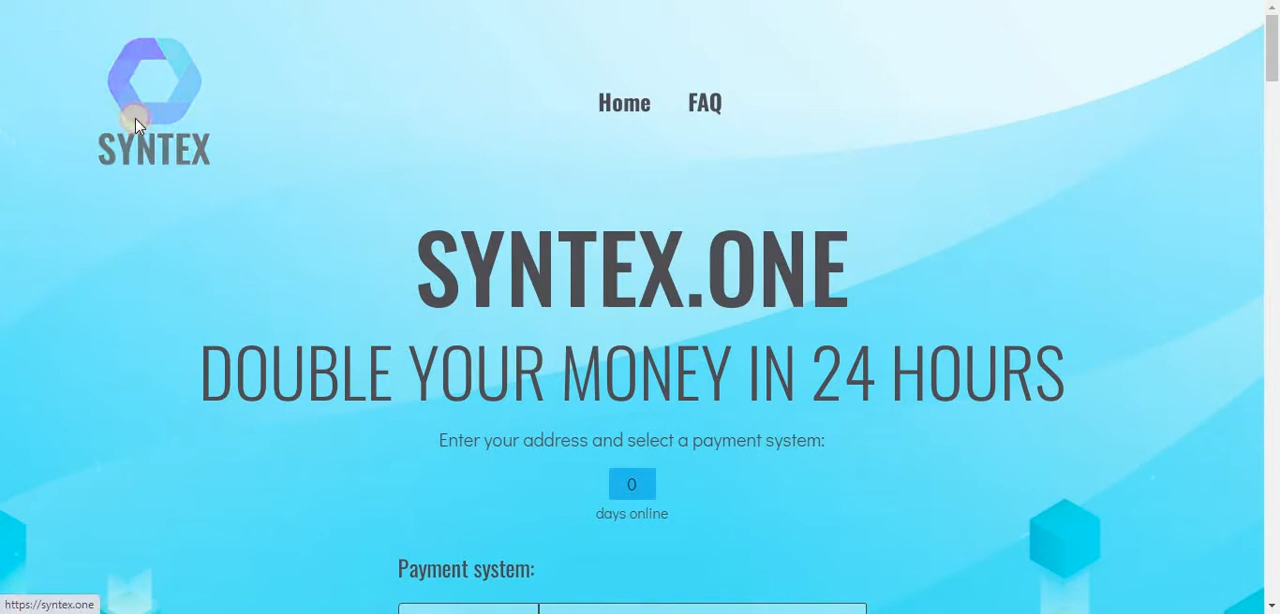 SYNTEX
Home FAQ
SYNTEX.ONE
DOUBLE YOUR MONEY IN 24 HOURS
Enter your address and select a payment system:
0
days online
Payment system:
https://syntex.one